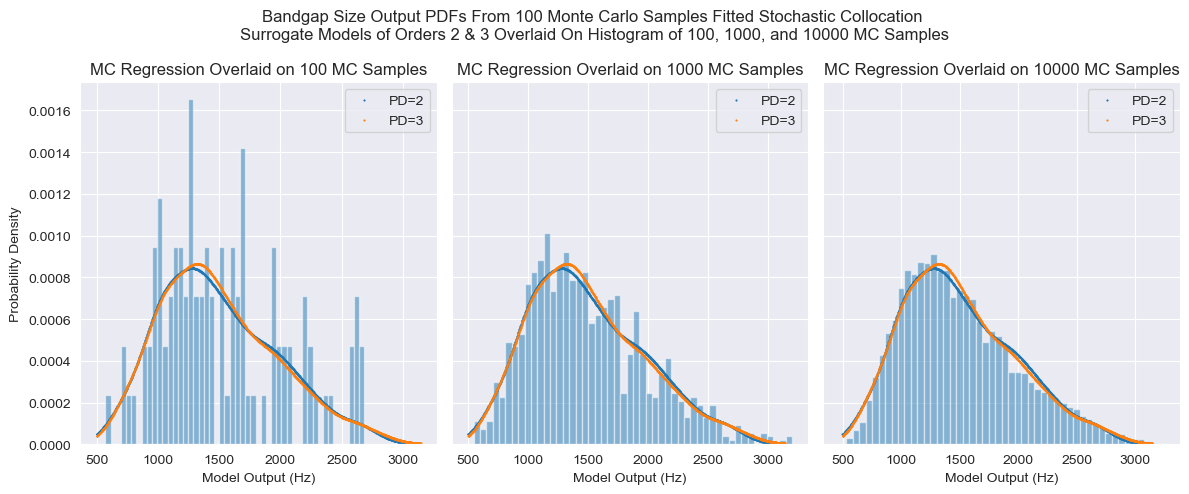 Bandgap Size Output PDFs From 100 Monte Carlo Samples Fitted Stochastic Collocation
Surrogate Models of Orders 2 & 3 Overlaid On Histogram of 100, 1000, and 10000 MC Samples
MC Regression Overlaid on 100 MC Samples
MC Regression Overlaid on 1000 MC Samples
MC Regression Overlaid on 10000 MC Samples
PD=2
PD=3
PD=2
PD=3
PD=2
PD=3
Probability Density
0.0016
0.0014
0.0012
0.0010
0.0008
0.0006
0.0004
0.0002
0.0000
500 1000 1500 2000 2500 3000
500 1000 1500 2000 2500 3000
500 1000 1500 2000 2500 3000
Model Output (Hz)
Model Output (Hz)
Model Output (Hz)